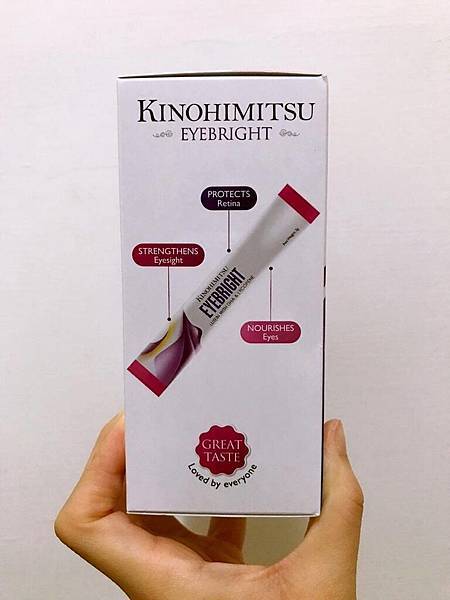 KINOHIMITSU
EYEBRIGHT
PROTECTS
Retina
STRENGTHENS
Eyesight
KINOHIMITSU
EYEBRIGHT
NOURISHES
Eyes
GREAT
TASTE
Loved by everyone